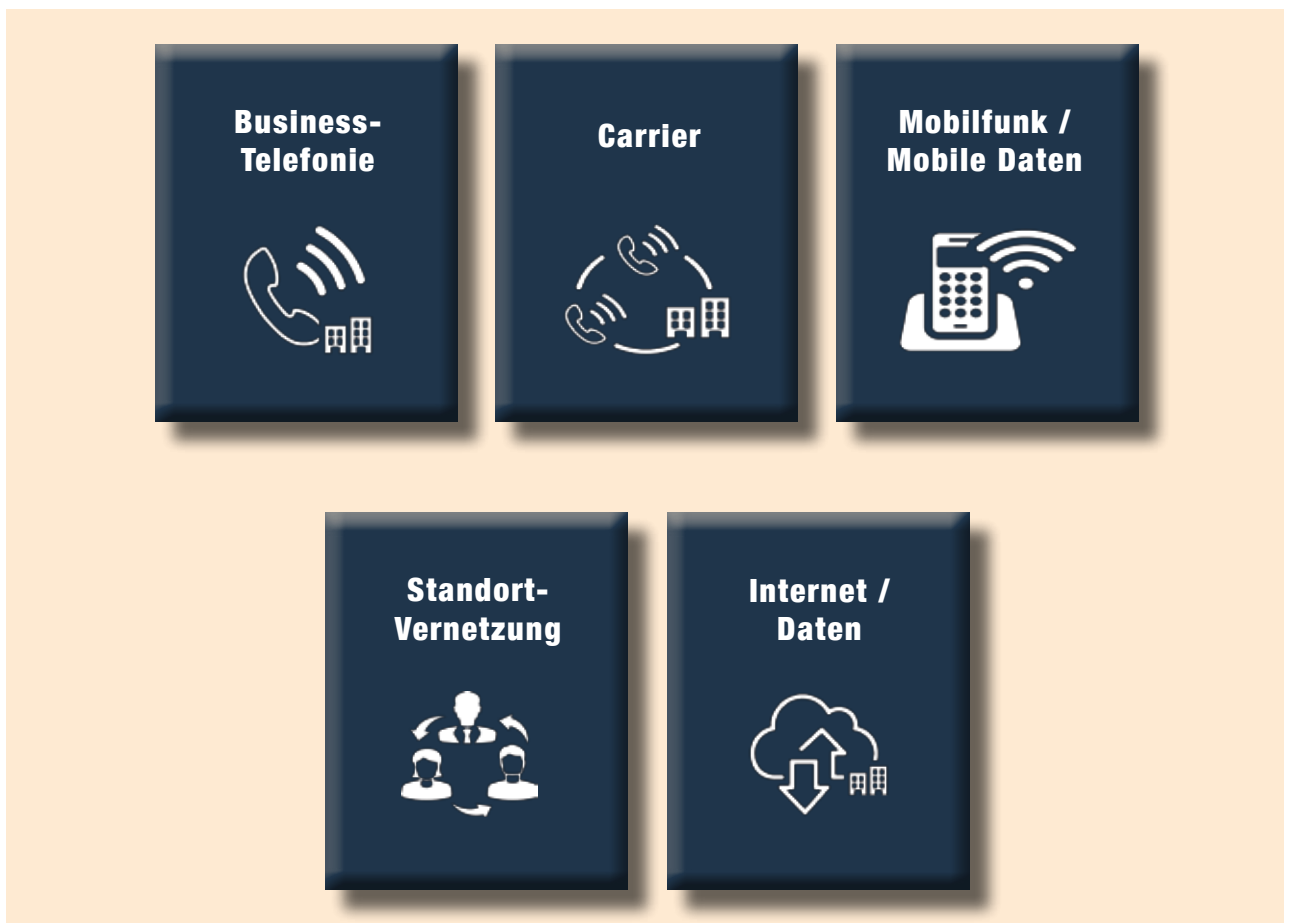 Business-
Telefonie
Carrier
Mobilfunk /
Mobile Daten
Standort-
Vernetzung
Internet /
Daten